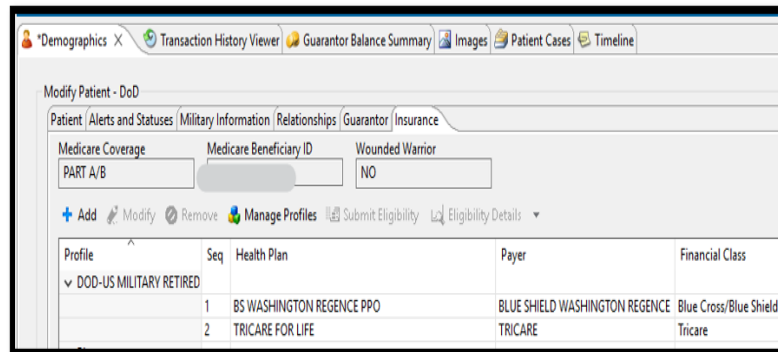 *Demographics X Transaction History Viewer Guarantor Balance Summary Images Patient Cases Timeline
Modify Patient - DoD
Patient Alerts and Statuses Military Information Relationships Guarantor Insurance
Medicare Coverage Medicare Beneficiary ID Wounded Warrior
PART A/B NO
Add Modify Remove Manage Profiles Submit Eligibility Eligibility Details
Profile Seq Health Plan Payer Financial Class
DOD-US MILITARY RETIRED
1 BS WASHINGTON REGENCE PPO BLUE SHIELD WASHINGTON REGENCE Blue Cross/Blue Shield
2 TRICARE FOR LIFE TRICARE Tricare